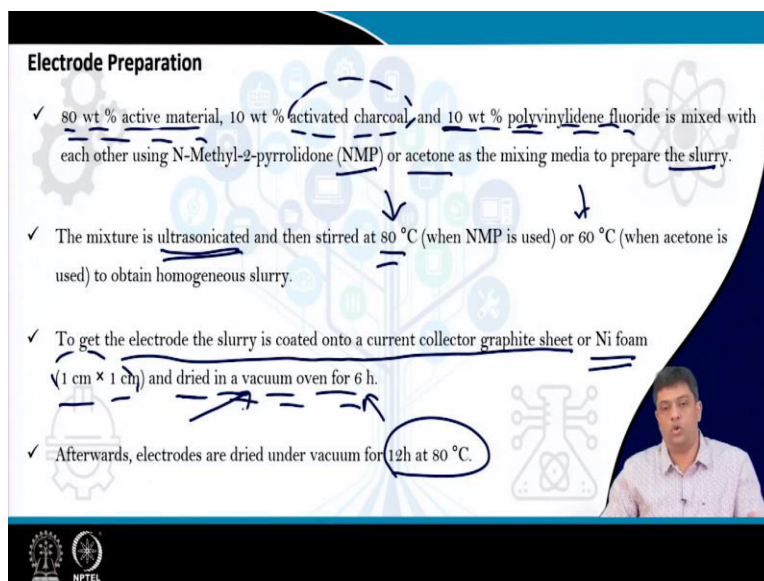 Electrode Preparation
✓ 80 wt % active material, 10 wt % activated charcoal, and 10 wt % polyvinylidene fluoride is mixed with
each other using N-Methyl-2-pyrrolidone (NMP) or acetone as the mixing media to prepare the slurry.
✓ The mixture is ultrasonicated and then stirred at 80 °C (when NMP is used) or 60 °C (when acetone is
used) to obtain homogeneous slurry.
✓ To get the electrode the slurry is coated onto a current collector graphite sheet or Ni foam
(1 cm × 1 cm) and dried in a vacuum oven for 6 h.
✓ Afterwards, electrodes are dried under vacuum for 12h at 80 °C.
NPTEL